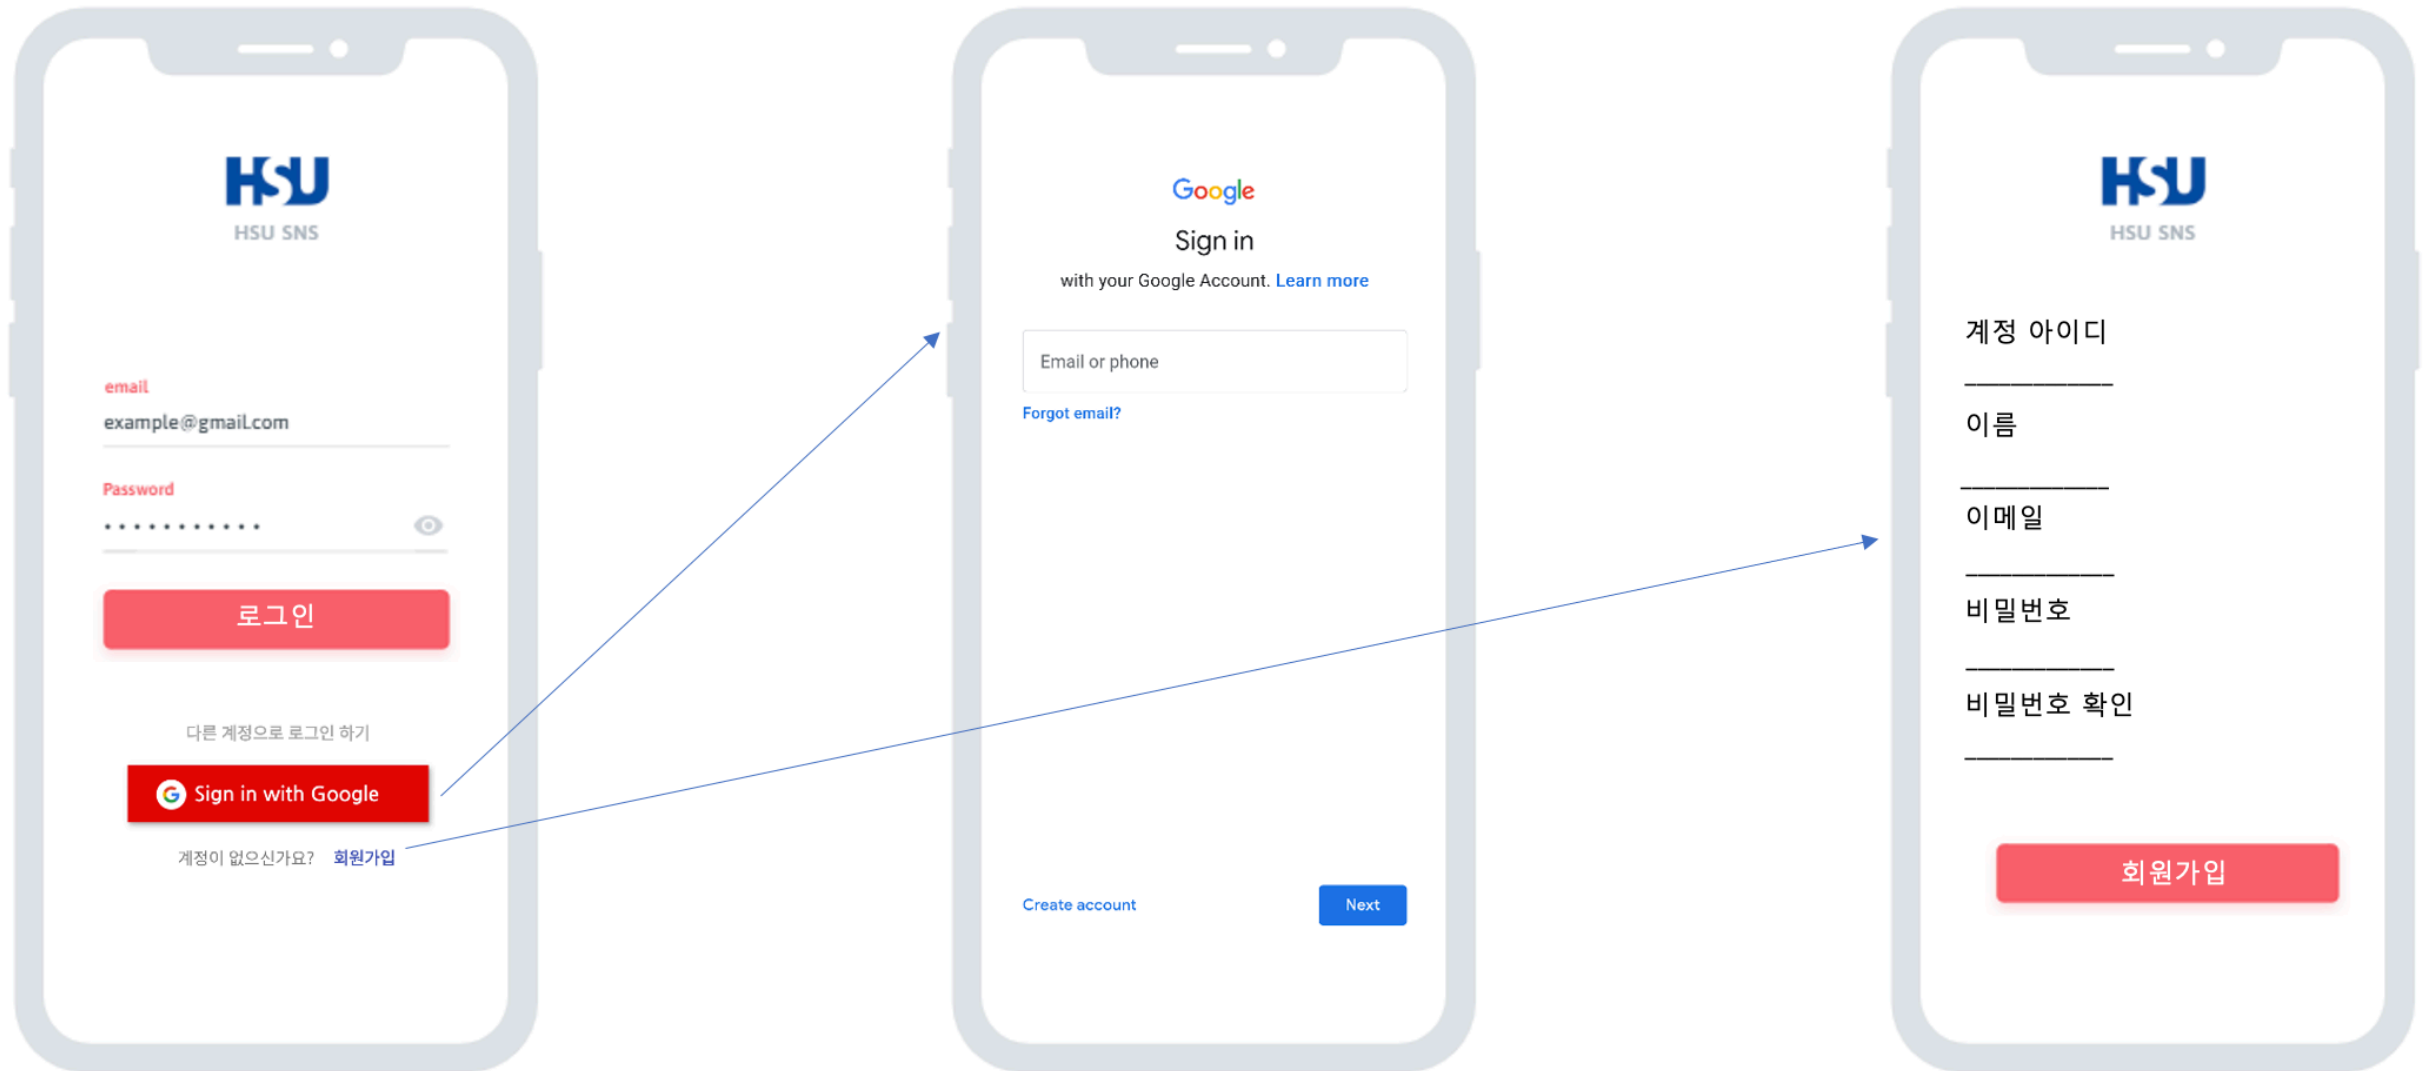 HSU
HSU SNS
email
example@gmail.com
Password
로그인
다른 계정으로 로그인 하기
Sign in with Google
계정이 없으신가요? 회원가입
Google
Sign in
with your Google Account. Learn more
Email or phone
Forgot email?
Create account Next
HSU
HSU SNS
계정 아이디
이름
이메일
비밀번호
비밀번호 확인
회원가입